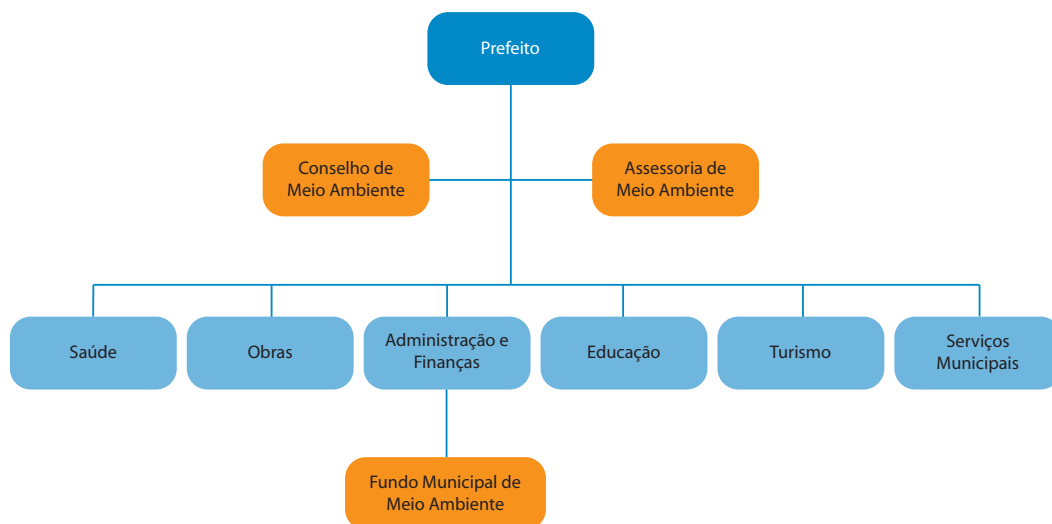 Prefeito
Conselho de
Meio Ambiente
Assessoria de
Meio Ambiente
Saúde
Obras
Administração e
Finanças
Educação
Turismo
Serviços
Municipais
Fundo Municipal de
Meio Ambiente